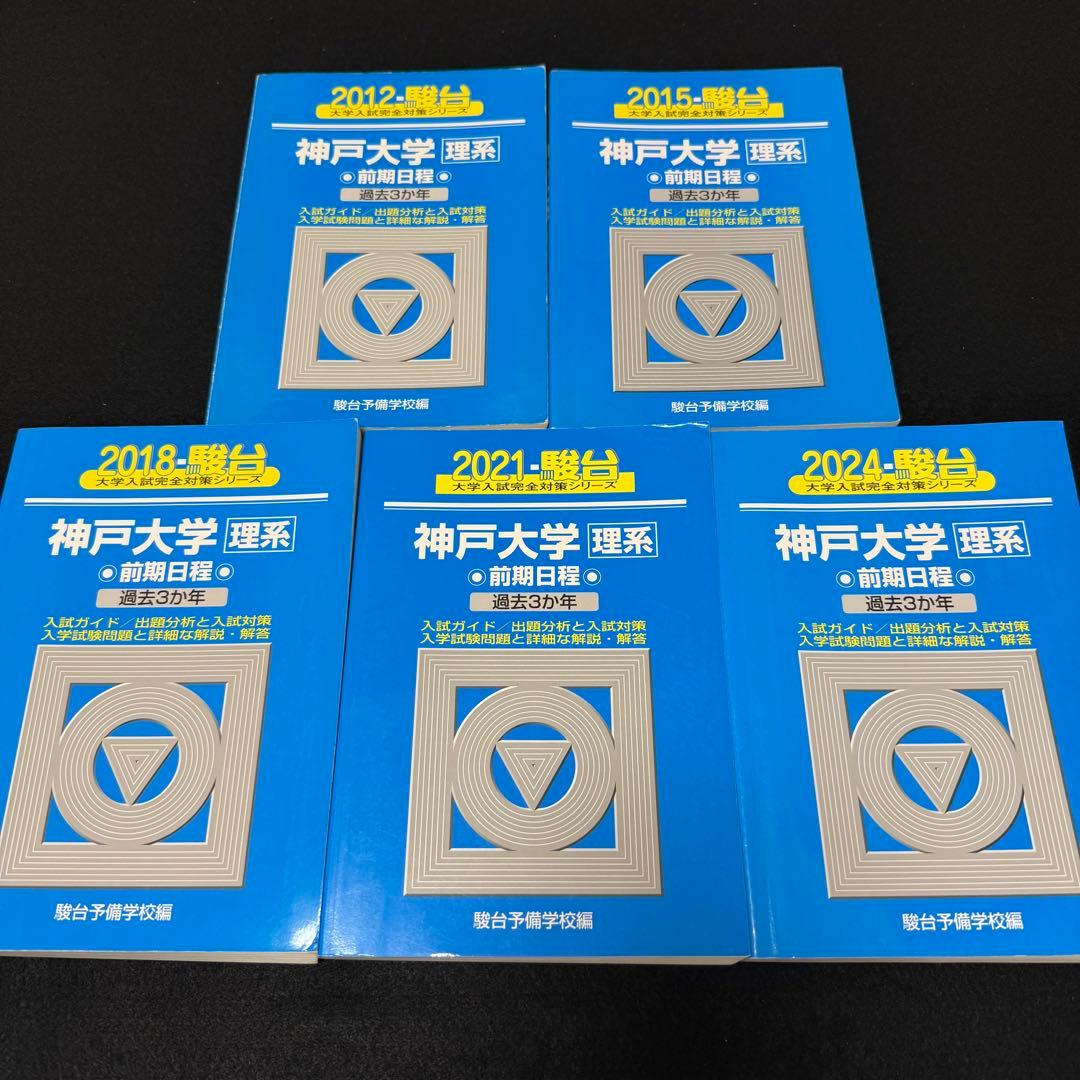 2012-駿台
大学入試完全対策シリーズ
神戸大学 理系
前期日程
過去3か年
入試ガイド/出題分析と入試対策
入学試験問題と詳細な解説・解答
駿台予備学校編
2015-駿台
大学入試完全対策シリーズ
神戸大学 理系
前期日程
過去3か年
入試ガイド/出題分析と入試対策
入学試験問題と詳細な解説・解答
駿台予備学校編
2018-駿台
大学入試完全対策シリーズ
神戸大学 理系
前期日程
過去3か年
入試ガイド/出題分析と入試対策
入学試験問題と詳細な解説・解答
駿台予備学校編
2021-駿台
大学入試完全対策シリーズ
神戸大学 理系
前期日程
過去3か年
入試ガイド/出題分析と入試対策
入学試験問題と詳細な解説・解答
駿台予備学校編
2024-駿台
大学入試完全対策シリーズ
神戸大学 理系
前期日程
過去3か年
入試ガイド/出題分析と入試対策
入学試験問題と詳細な解説・解答
駿台予備学校編